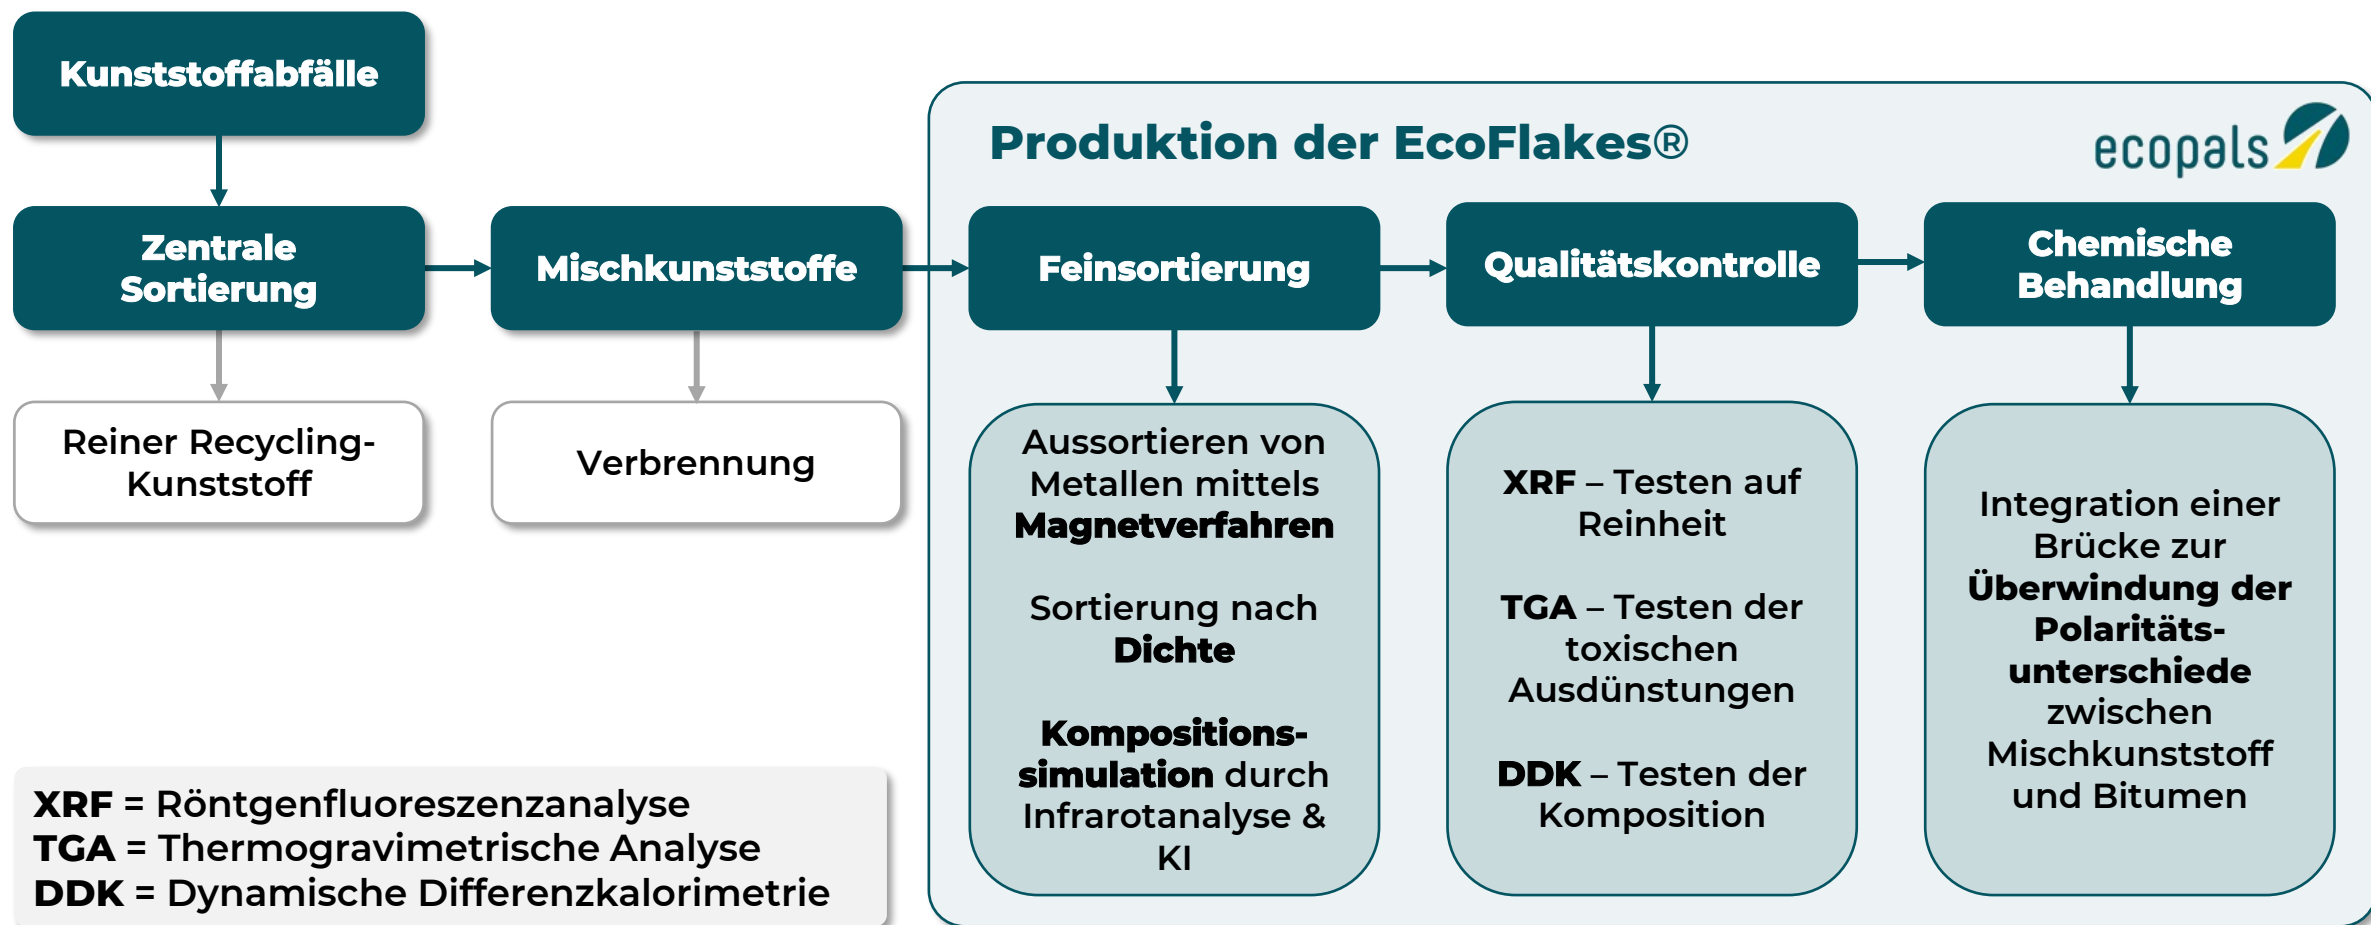 Kunststoffabfälle
Produktion der EcoFlakes®
ecopals
Zentrale
Sortierung
Mischkunststoffe
Feinsortierung
Qualitätskontrolle
Chemische
Behandlung
Reiner Recycling-
Kunststoff
Verbrennung
Aussortieren von
Metallen mittels
Magnetverfahren
Sortierung nach
Dichte
Kompositions-
simulation durch
Infrarotanalyse &
KI
XRF – Testen auf
Reinheit
TGA – Testen der
toxischen
Ausdünstungen
DDK – Testen der
Komposition
Integration einer
Brücke zur
Überwindung der
Polaritäts-
unterschiede
zwischen
Mischkunststoff
und Bitumen
XRF = Röntgenfluoreszenzanalyse
TGA = Thermogravimetrische Analyse
DDK = Dynamische Differenzkalorimetrie